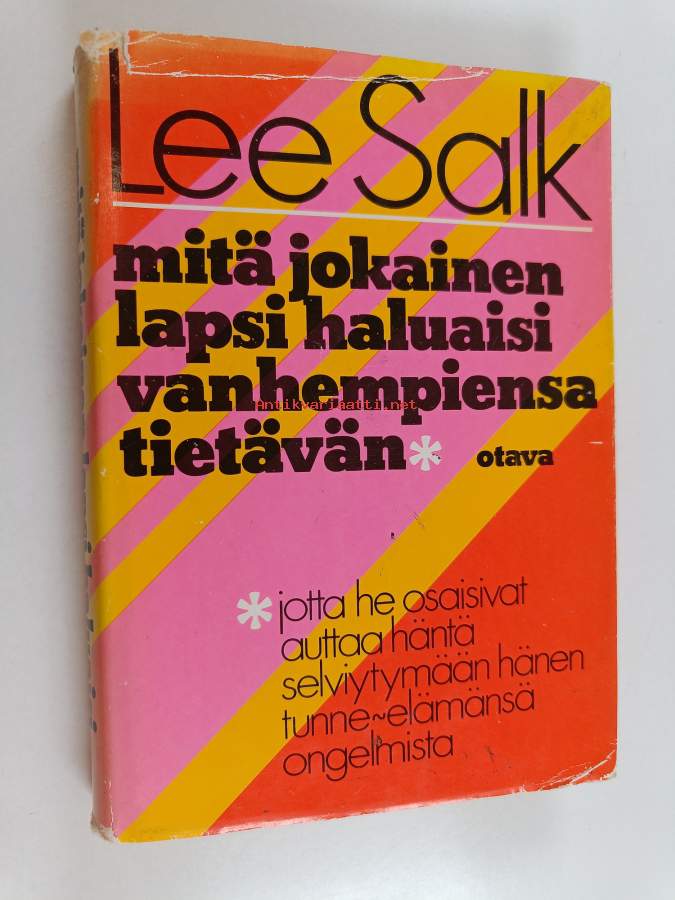 Lee Salk
mitä jokainen
lapsi haluaisi
vanhempiensa
Antikvariaatti.net
tietävän*
otava
*jotta he osaisivat
auttaa häntä
selviytymään hänen
tunne~elämänsä
ongelmista